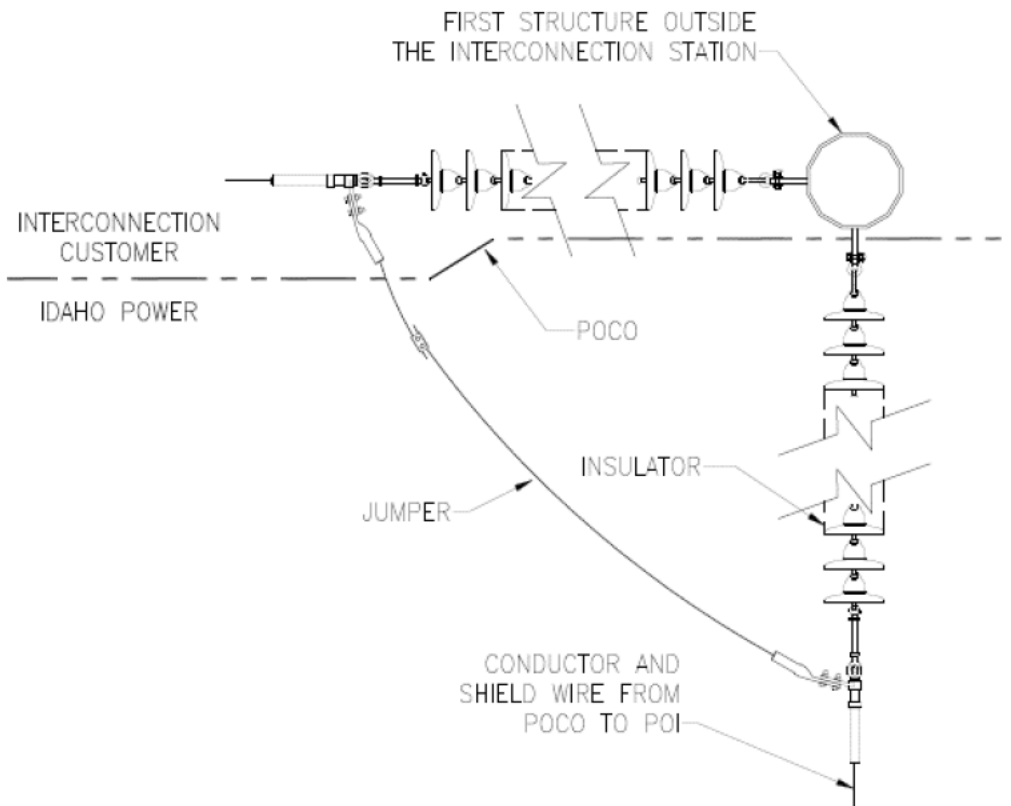 FIRST STRUCTURE OUTSIDE
THE INTERCONNECTION STATION
INTERCONNECTION
CUSTOMER
IDAHO POWER
POCO
INSULATOR
JUMPER
CONDUCTOR AND
SHIELD WIRE FROM
POCO TO POI